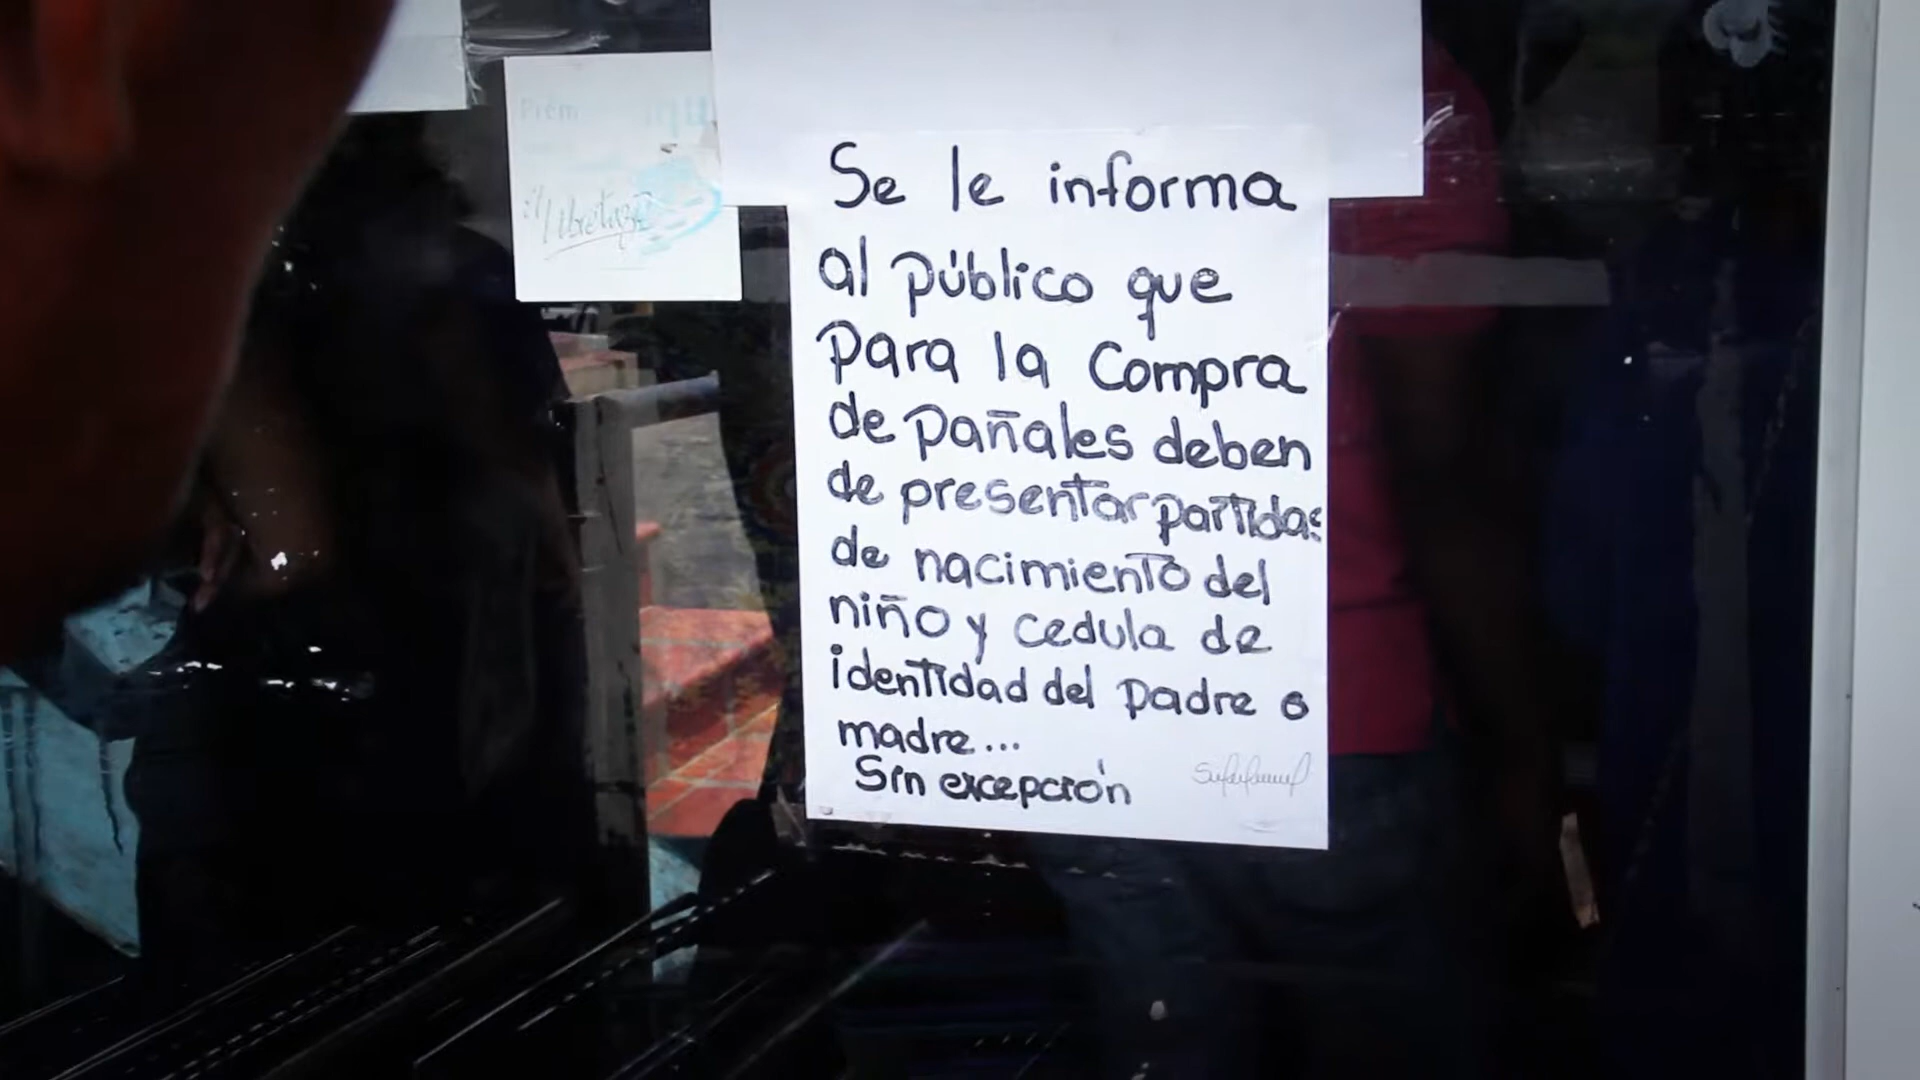 Se le informa
al público que
para la Compra
de pañales deben
de presentar partidas
de nacimiento del
niño y cedula de
identidad del padre o
madre...
Sin excepción